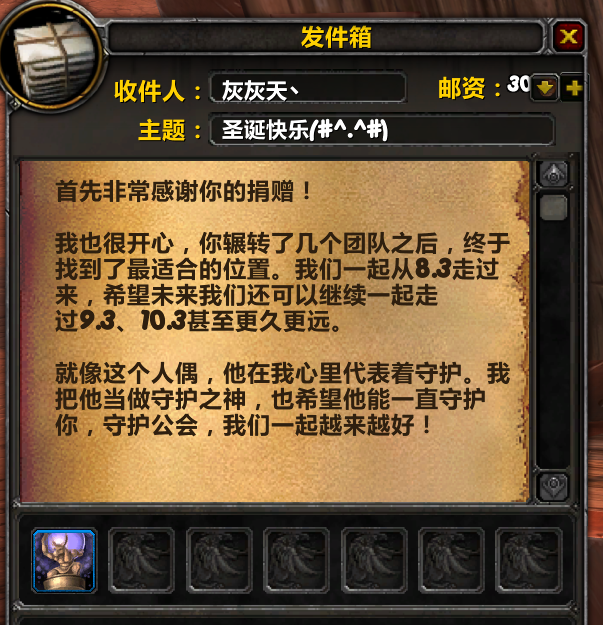 发件箱
收件人：灰灰天丶 邮资：30
主题：圣诞快乐(#^.^#)
首先非常感谢你的捐赠！
我也很开心，你辗转了几个团队之后，终于
找到了最适合的位置。我们一起从8.3走过
来，希望未来我们还可以继续一起走
过9.3、10.3甚至更久更远。
就像这个人偶，他在我心里代表着守护。我
把他当做守护之神，也希望他能一直守护
你，守护公会，我们一起越来越好！